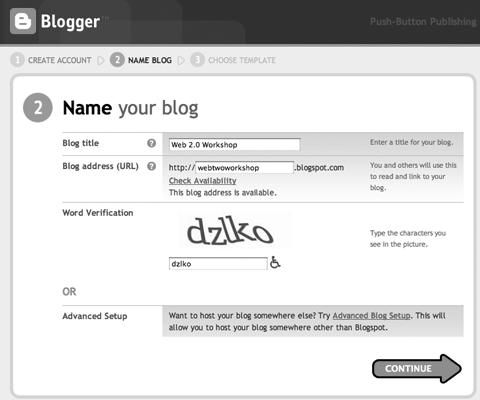 Blogger™
Push-Button Publishing
1 CREATE ACCOUNT 2 NAME BLOG 3 CHOOSE TEMPLATE
2 Name your blog
Blog title ? Web 2.0 Workshop Enter a title for your blog.
Blog address (URL) ? http://webtwoworkshop.blogspot.com
Check Availability
This blog address is available.
You and others will use this
to read and link to your
blog.
Word Verification
dzlko
dzlko
Type the characters you
see in the picture.
OR
Advanced Setup
Want to host your blog somewhere else? Try Advanced Blog Setup. This will
allow you to host your blog somewhere other than Blogspot.
CONTINUE